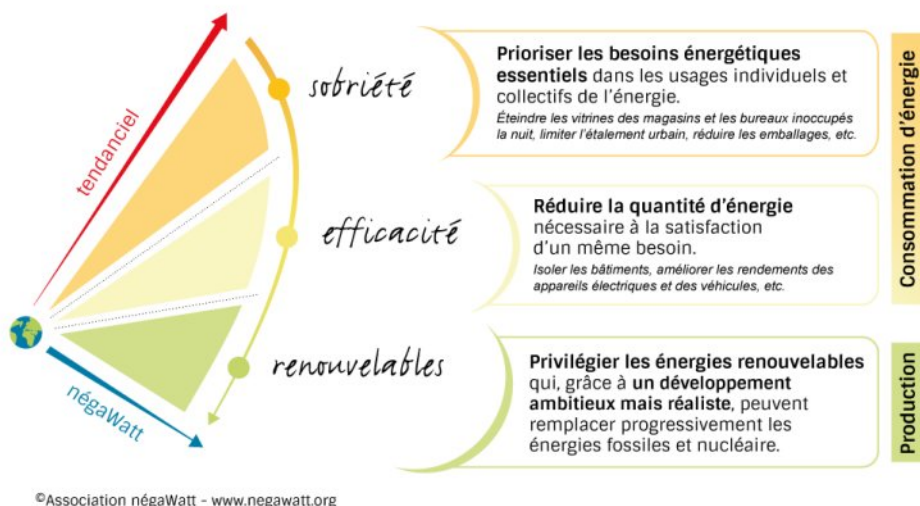 tendanciel
négaWatt
sobriété
Prioriser les besoins énergétiques
essentiels dans les usages individuels et
collectifs de l'énergie.
Éteindre les vitrines des magasins et les bureaux inoccupés
la nuit, limiter l'étalement urbain, réduire les emballages, etc.
efficacité
Réduire la quantité d'énergie
nécessaire à la satisfaction
d'un même besoin.
Isoler les bâtiments, améliorer les rendements des
appareils électriques et des véhicules, etc.
Consommation d'énergie
renouvelables
Privilégier les énergies renouvelables
qui, grâce à un développement
ambitieux mais réaliste, peuvent
remplacer progressivement les
énergies fossiles et nucléaire.
Production
©Association négaWatt - www.negawatt.org